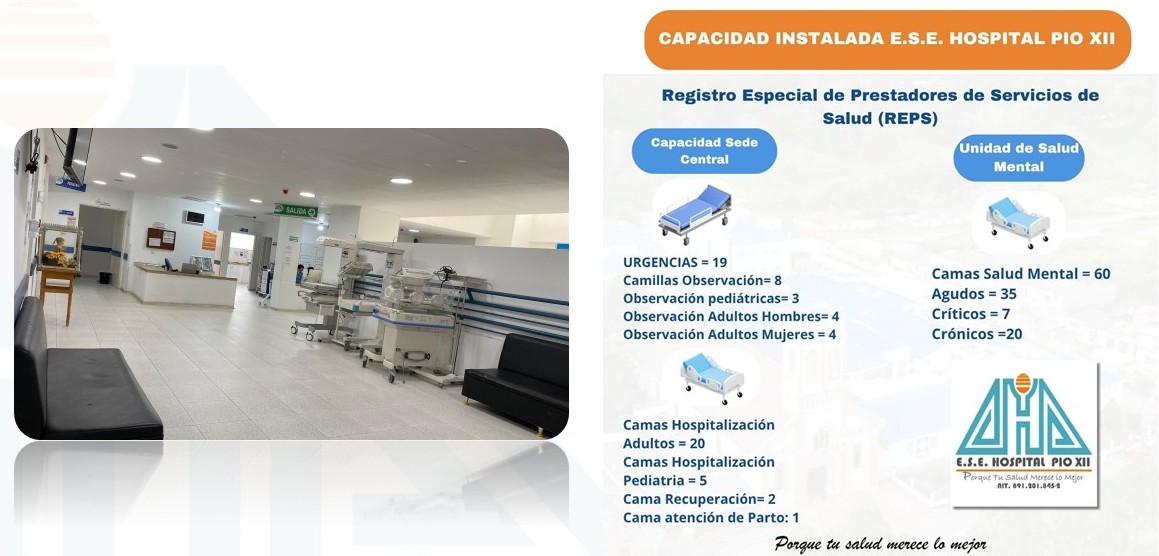 SALIDA
CAPACIDAD INSTALADA E.S.E. HOSPITAL PIO XII
Registro Especial de Prestadores de Servicios de
Salud (REPS)
Capacidad Sede
Central
URGENCIAS = 19
Camillas Observación= 8
Observación pediátricas= 3
Observación Adultos Hombres= 4
Observación Adultos Mujeres = 4
Camas Hospitalización
Adultos = 20
Camas Hospitalización
Pediatria = 5
Cama Recuperación= 2
Cama atención de Parto: 1
Unidad de Salud
Mental
Camas Salud Mental = 60
Agudos = 35
Críticos = 7
Crónicos =20
E.S.E. HOSPITAL PIO XII
Porque Tu Salud Merece lo Mejor
NIT. 891.201.845-2
Porque tu salud merece lo mejor